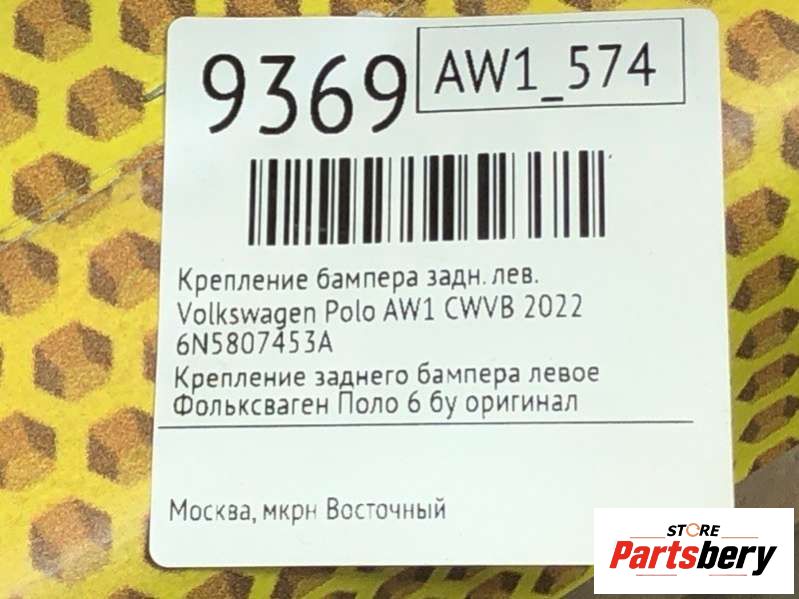 9369
AW1_574
Крепление бампера задн. лев.
Volkswagen Polo AW1 CWVB 2022
6N5807453A
Крепление заднего бампера левое
Фольксваген Поло 6 бу оригинал
Москва, мкрн Восточный
STORE
Partsbery